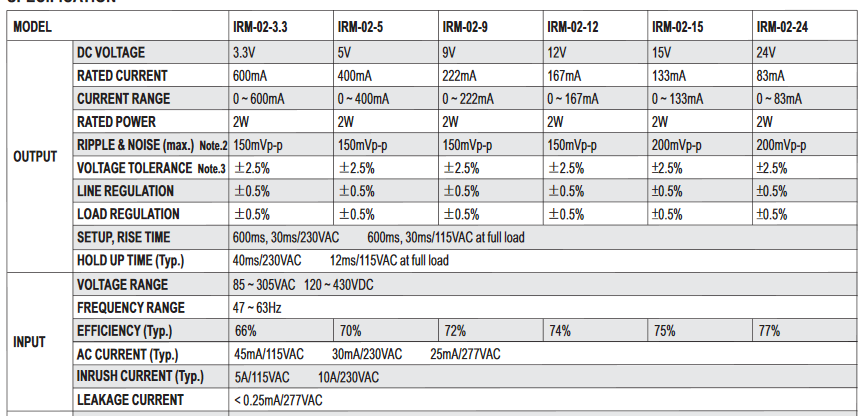 SPECIFICATION
MODEL IRM-02-3.3 IRM-02-5 IRM-02-9 IRM-02-12 IRM-02-15 IRM-02-24
OUTPUT
DC VOLTAGE 3.3V 5V 9V 12V 15V 24V
RATED CURRENT 600mA 400mA 222mA 167mA 133mA 83mA
CURRENT RANGE 0 ~ 600mA 0 ~ 400mA 0 ~ 222mA 0 ~ 167mA 0 ~ 133mA 0 ~ 83mA
RATED POWER 2W 2W 2W 2W 2W 2W
RIPPLE & NOISE (max.) Note.2 150mVp-p 150mVp-p 150mVp-p 150mVp-p 200mVp-p 200mVp-p
VOLTAGE TOLERANCE Note.3 ±2.5% ±2.5% ±2.5% ±2.5% ±2.5% ±2.5%
LINE REGULATION ±0.5% ±0.5% ±0.5% ±0.5% ±0.5% ±0.5%
LOAD REGULATION ±0.5% ±0.5% ±0.5% ±0.5% ±0.5% ±0.5%
SETUP, RISE TIME 600ms, 30ms/230VAC 600ms, 30ms/115VAC at full load
HOLD UP TIME (Typ.) 40ms/230VAC 12ms/115VAC at full load
INPUT
VOLTAGE RANGE 85 ~ 305VAC 120 ~ 430VDC
FREQUENCY RANGE 47 ~ 63Hz
EFFICIENCY (Typ.) 66% 70% 72% 74% 75% 77%
AC CURRENT (Typ.) 45mA/115VAC 30mA/230VAC 25mA/277VAC
INRUSH CURRENT (Typ.) 5A/115VAC 10A/230VAC
LEAKAGE CURRENT < 0.25mA/277VAC